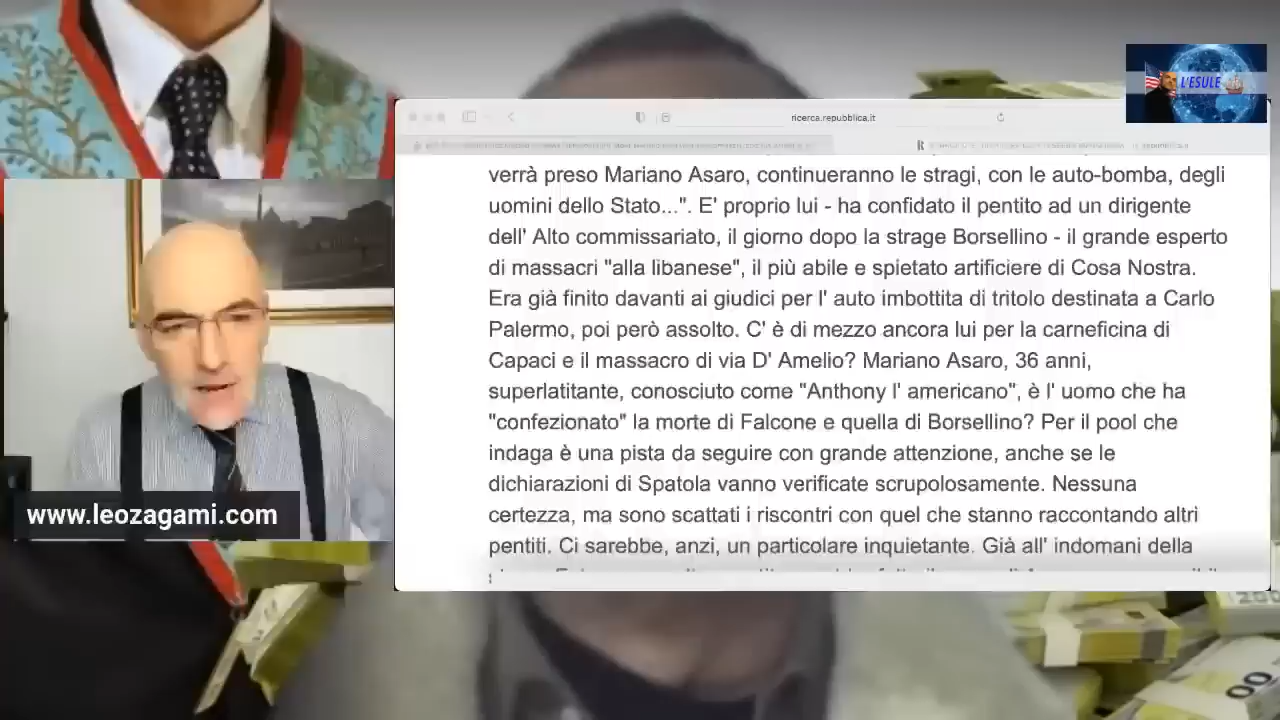 L'ESULE
ricerca.repubblica.it
verrà preso Mariano Asaro, continueranno le stragi, con le auto-bomba, degli
uomini dello Stato...". E' proprio lui - ha confidato il pentito ad un dirigente
dell' Alto commissariato, il giorno dopo la strage Borsellino - il grande esperto
di massacri "alla libanese", il più abile e spietato artificiere di Cosa Nostra.
Era già finito davanti ai giudici per l' auto imbottita di tritolo destinata a Carlo
Palermo, poi però assolto. C' è di mezzo ancora lui per la carneficina di
Capaci e il massacro di via D' Amelio? Mariano Asaro, 36 anni,
superlatitante, conosciuto come "Anthony l' americano", è l' uomo che ha
"confezionato" la morte di Falcone e quella di Borsellino? Per il pool che
indaga è una pista da seguire con grande attenzione, anche se le
dichiarazioni di Spatola vanno verificate scrupolosamente. Nessuna
certezza, ma sono scattati i riscontri con quel che stanno raccontando altri
pentiti. Ci sarebbe, anzi, un particolare inquietante. Già all' indomani della
www.leozagami.com
200
00